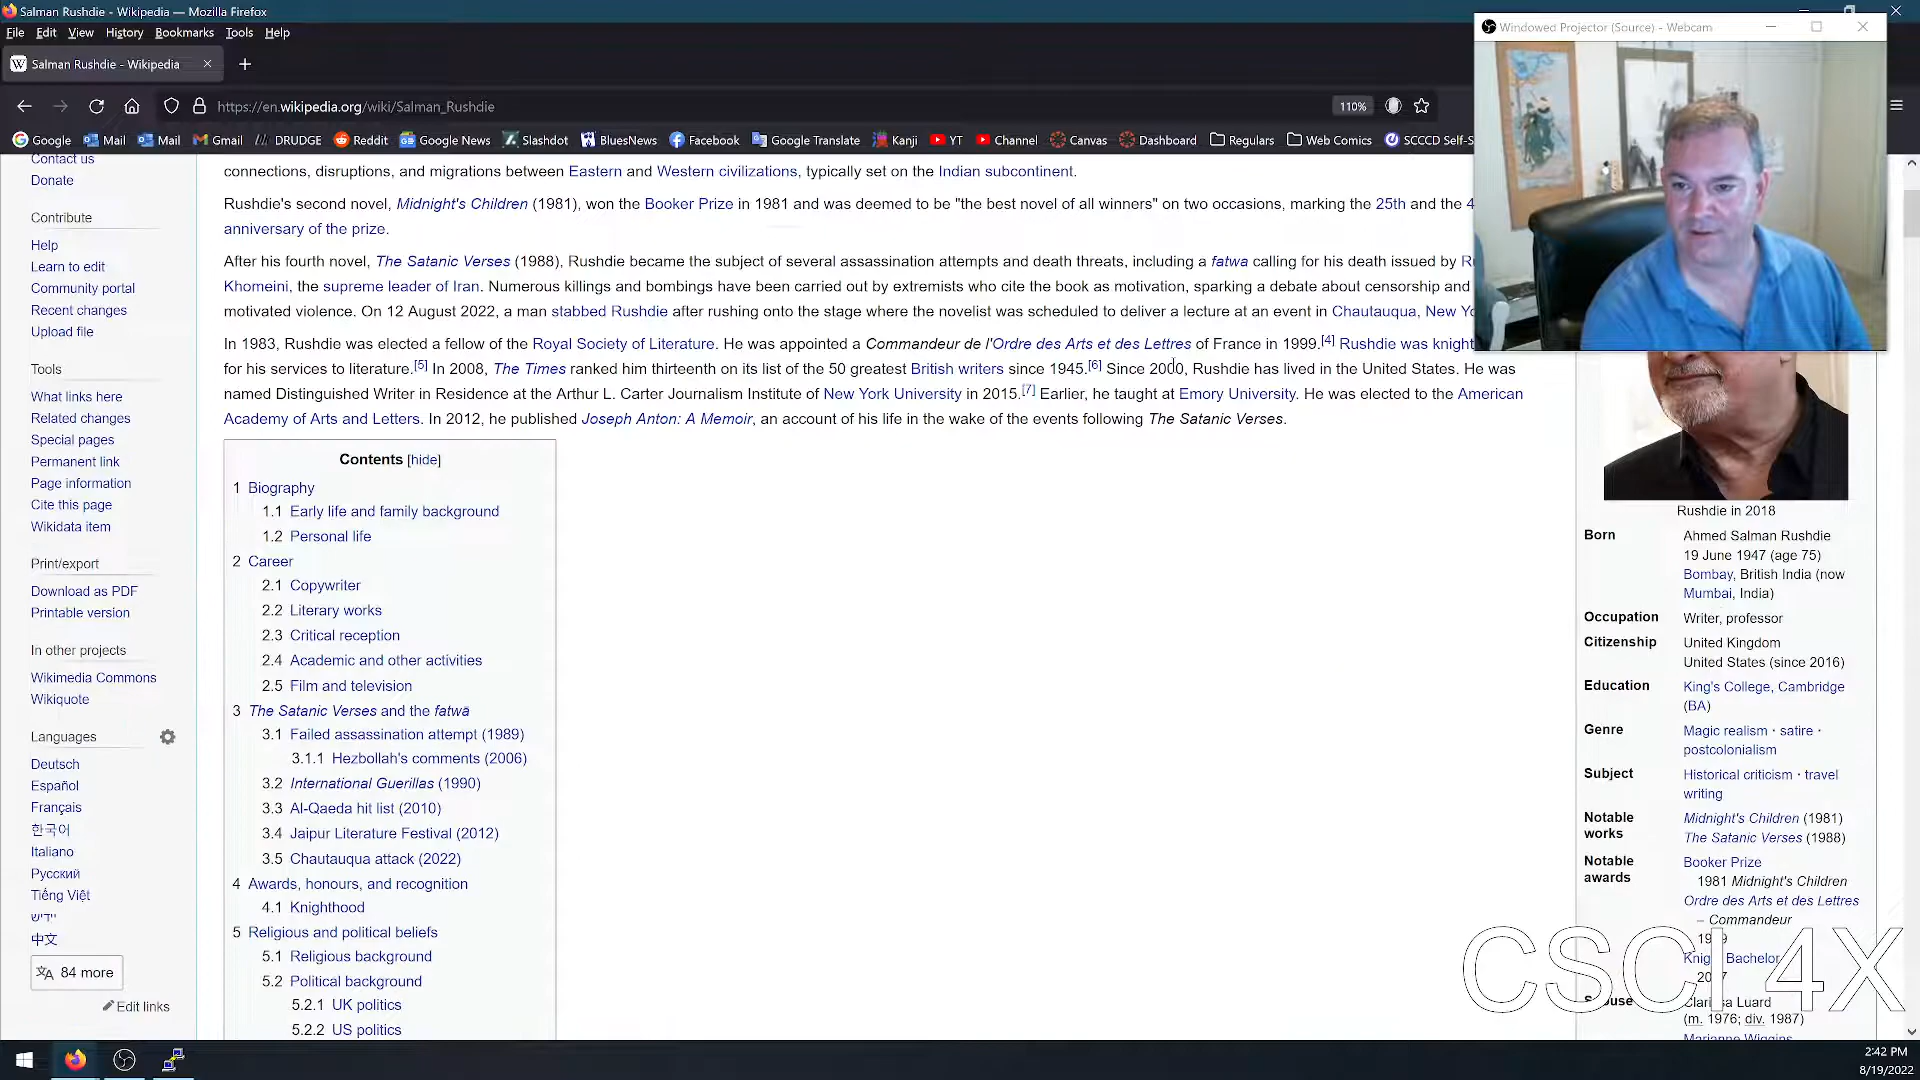 Salman Rushdie - Wikipedia — Mozilla Firefox
File Edit View History Bookmarks Tools Help
Salman Rushdie - Wikipedia
https://en.wikipedia.org/wiki/Salman_Rushdie
110%
Google Mail Mail Gmail DRUDGE Reddit Google News Slashdot BluesNews Facebook Google Translate Kanji YT Channel Canvas Dashboard Regulars Web Comics SCCCD Self-S
Windowed Projector (Source) - Webcam
Contact us
Donate
Contribute
Help
Learn to edit
Community portal
Recent changes
Upload file
Tools
What links here
Related changes
Special pages
Permanent link
Page information
Cite this page
Wikidata item
Print/export
Download as PDF
Printable version
In other projects
Wikimedia Commons
Wikiquote
Languages
Deutsch
Español
Français
한국어
Italiano
Русский
Tiếng Việt
ייִדיש
中文
84 more
Edit links
connections, disruptions, and migrations between Eastern and Western civilizations, typically set on the Indian subcontinent.
Rushdie's second novel, Midnight's Children (1981), won the Booker Prize in 1981 and was deemed to be "the best novel of all winners" on two occasions, marking the 25th and the 4
anniversary of the prize.
After his fourth novel, The Satanic Verses (1988), Rushdie became the subject of several assassination attempts and death threats, including a fatwa calling for his death issued by R
Khomeini, the supreme leader of Iran. Numerous killings and bombings have been carried out by extremists who cite the book as motivation, sparking a debate about censorship and
motivated violence. On 12 August 2022, a man stabbed Rushdie after rushing onto the stage where the novelist was scheduled to deliver a lecture at an event in Chautauqua, New Yo
In 1983, Rushdie was elected a fellow of the Royal Society of Literature. He was appointed a Commandeur de l'Ordre des Arts et des Lettres of France in 1999.[4] Rushdie was knight
for his services to literature.[5] In 2008, The Times ranked him thirteenth on its list of the 50 greatest British writers since 1945.[6] Since 2000, Rushdie has lived in the United States. He was
named Distinguished Writer in Residence at the Arthur L. Carter Journalism Institute of New York University in 2015.[7] Earlier, he taught at Emory University. He was elected to the American
Academy of Arts and Letters. In 2012, he published Joseph Anton: A Memoir, an account of his life in the wake of the events following The Satanic Verses.
Contents [hide]
1 Biography
1.1 Early life and family background
1.2 Personal life
2 Career
2.1 Copywriter
2.2 Literary works
2.3 Critical reception
2.4 Academic and other activities
2.5 Film and television
3 The Satanic Verses and the fatwā
3.1 Failed assassination attempt (1989)
3.1.1 Hezbollah's comments (2006)
3.2 International Guerillas (1990)
3.3 Al-Qaeda hit list (2010)
3.4 Jaipur Literature Festival (2012)
3.5 Chautauqua attack (2022)
4 Awards, honours, and recognition
4.1 Knighthood
5 Religious and political beliefs
5.1 Religious background
5.2 Political background
5.2.1 UK politics
5.2.2 US politics
Rushdie in 2018
Born Ahmed Salman Rushdie
19 June 1947 (age 75)
Bombay, British India (now
Mumbai, India)
Occupation Writer, professor
Citizenship United Kingdom
United States (since 2016)
Education King's College, Cambridge
(BA)
Genre Magic realism · satire ·
postcolonialism
Subject Historical criticism · travel
writing
Notable works Midnight's Children (1981)
The Satanic Verses (1988)
Notable awards Booker Prize
1981 Midnight's Children
Ordre des Arts et des Lettres
– Commandeur
Bachelor
Spouse Clarissa Luard
(m. 1976; div. 1987)
Marianne Wiggins
CSCI 4X
2:42 PM
8/19/2022